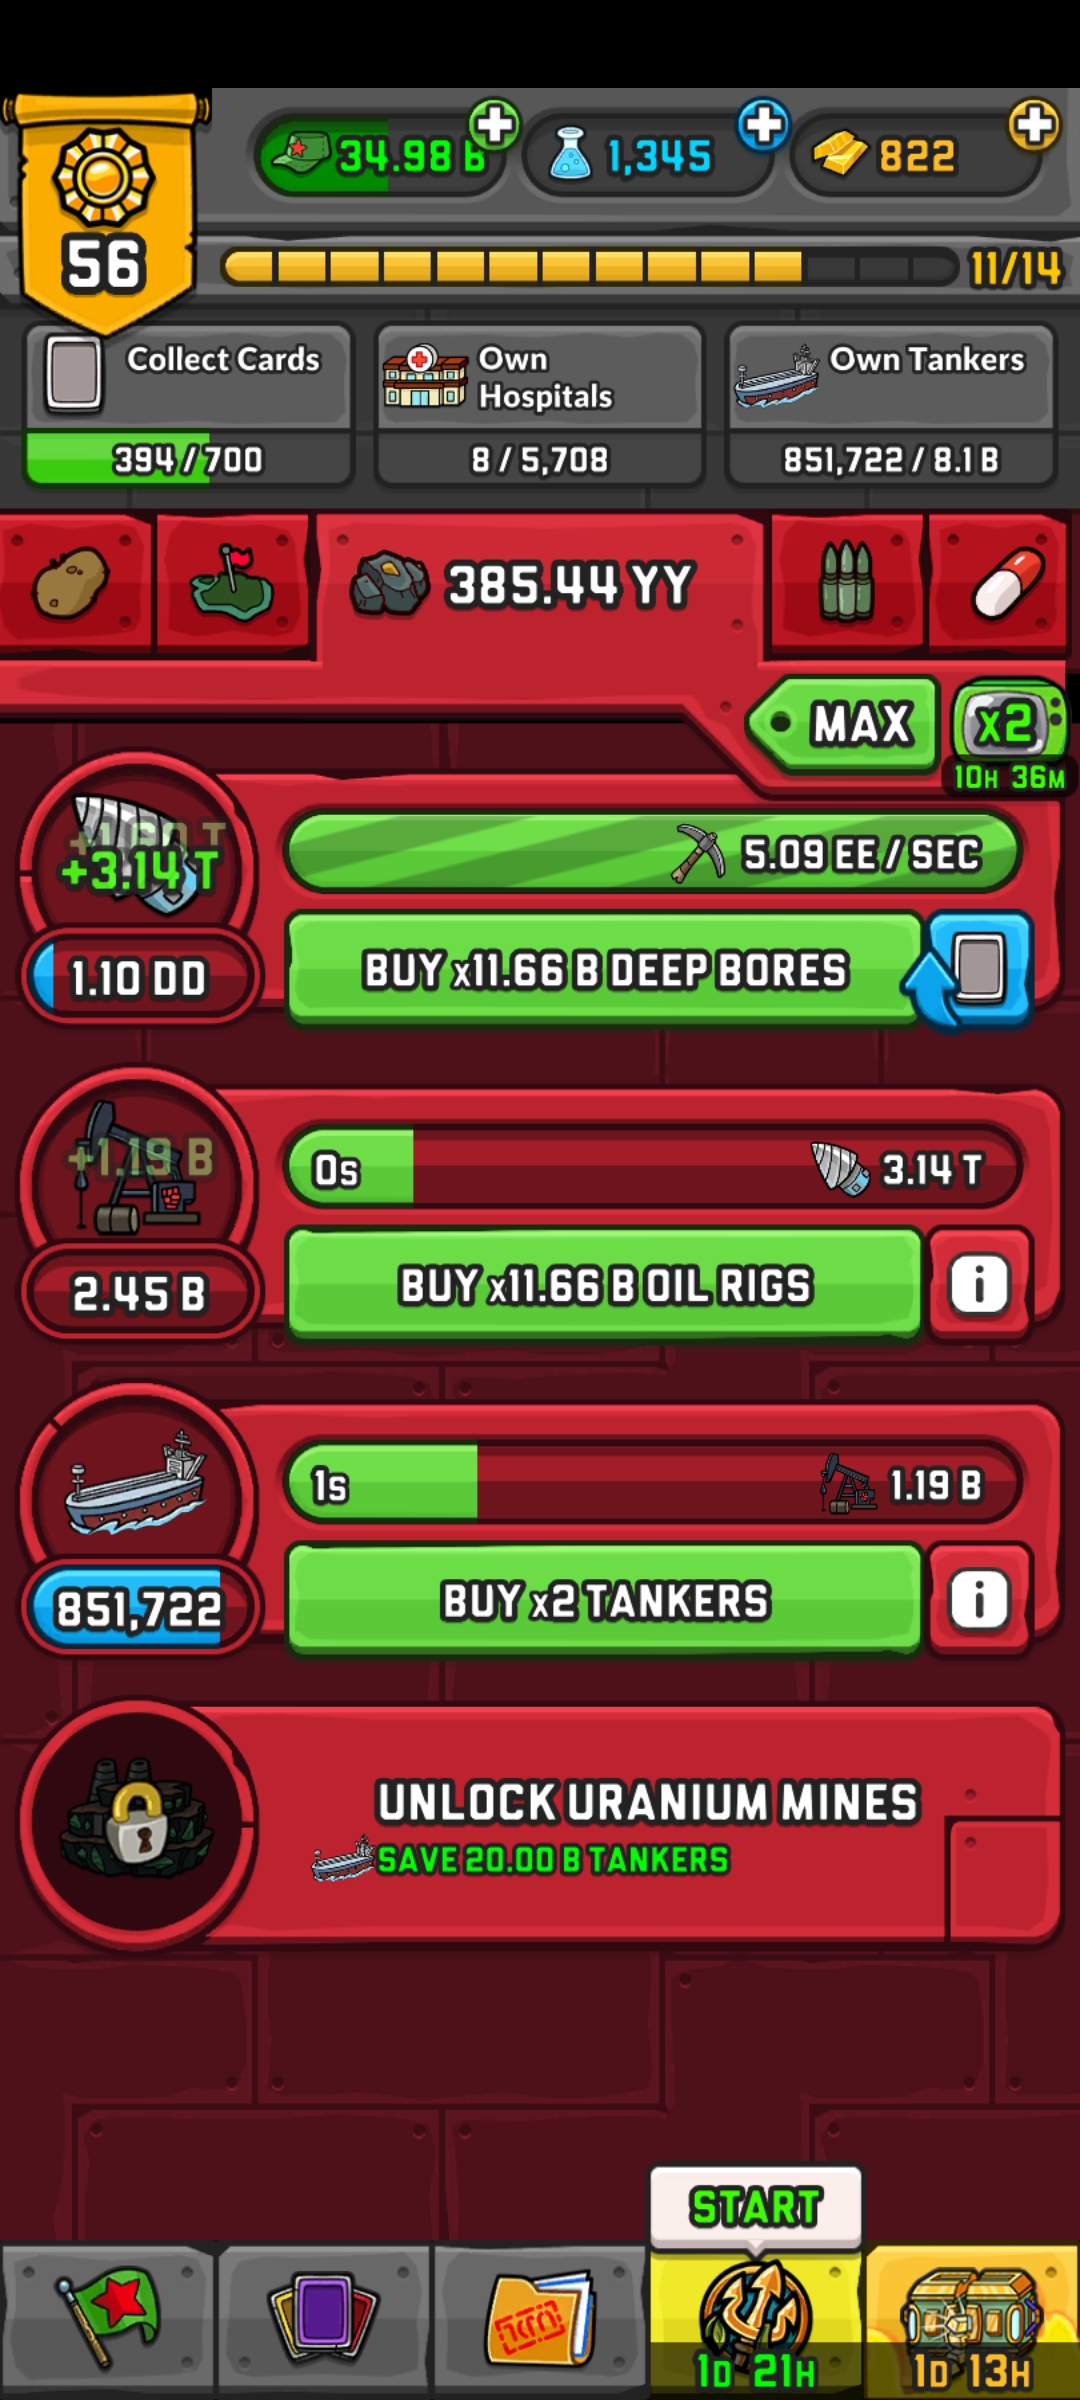 34.98 B
1,345
822
56
11/14
Collect Cards
394 / 700
Own
Hospitals
8 / 5,708
Own Tankers
851,722 / 8.1 B
385.44 YY
MAX
x2
10H 36M
+3.14 T
5.09 EE / SEC
1.10 DD
BUY x11.66 B DEEP BORES
+1.19 B
0s
3.14 T
2.45 B
BUY x11.66 B OIL RIGS
i
1s
1.19 B
851,722
BUY x2 TANKERS
i
UNLOCK URANIUM MINES
SAVE 20.00 B TANKERS
START
1D 21H
1D 13H